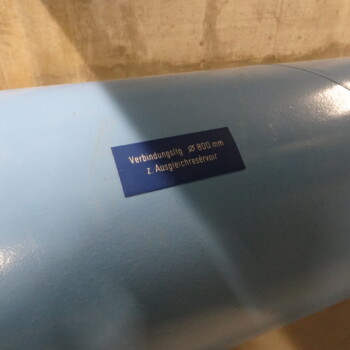 Verbindungsltg Ø 800 mm
z. Ausgleichreservoir